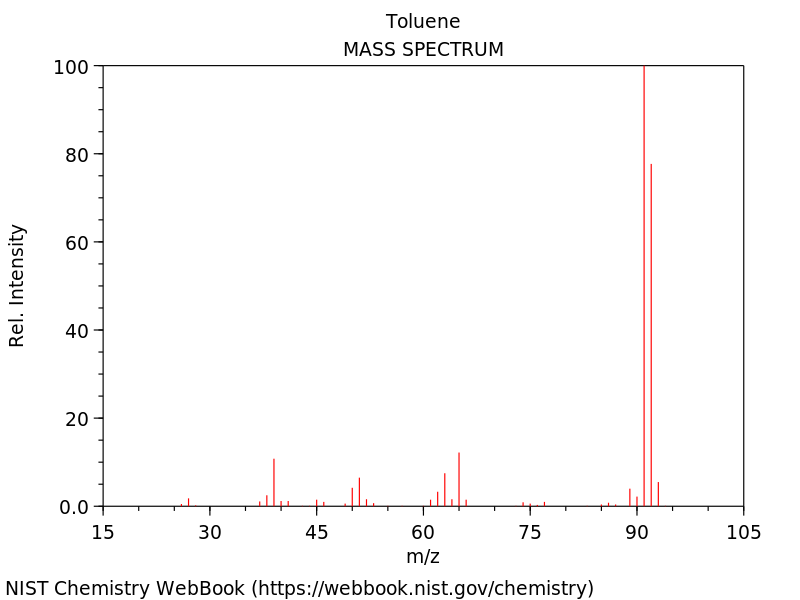 Toluene
MASS SPECTRUM
100
80
60
40
20
0.0
Rel. Intensity
15 30 45 60 75 90 105
m/z
NIST Chemistry WebBook (https://webbook.nist.gov/chemistry)